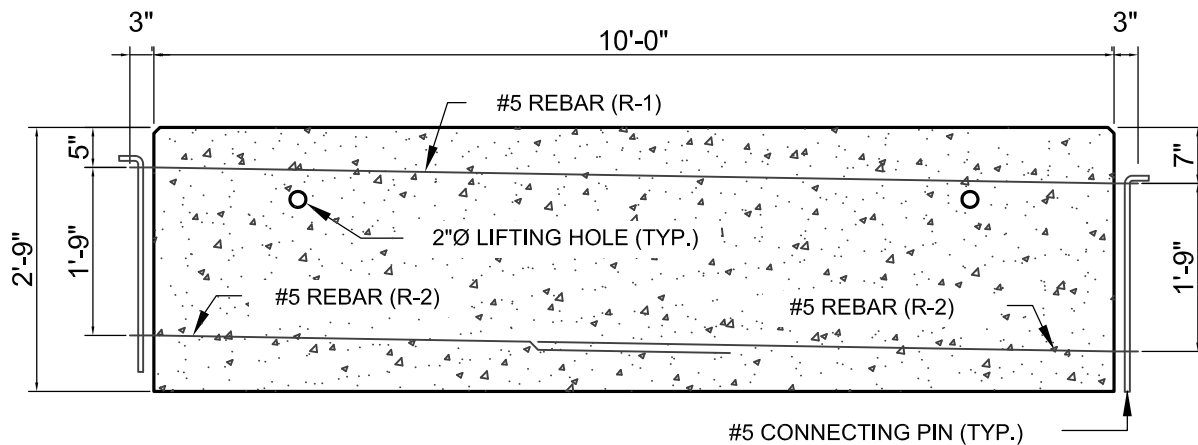 3"
10'-0"
3"
#5 REBAR (R-1)
5"
7"
2"Ø LIFTING HOLE (TYP.)
2'-9"
1'-9"
1'-9"
#5 REBAR (R-2)
#5 REBAR (R-2)
#5 CONNECTING PIN (TYP.)